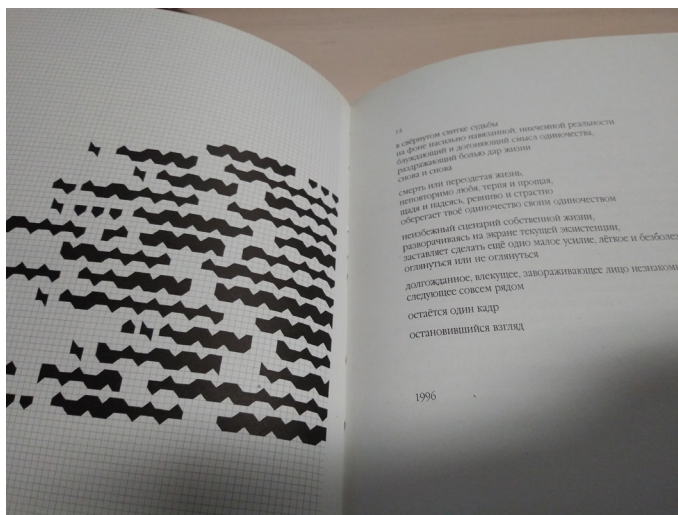 в свёрнутом свитке судьбы
на фоне насильно навязанной, никчемной реальности
блуждающий и догоняющий смысл одиночества,
раздражающий болью дар жизни
снова и снова
смерть или переодетая жизнь,
неповторимо любя, терпя и прощая,
щадя и надеясь, ревниво и страстно
оберегает твоё одиночество своим одиночеством
неизбежный сценарий собственной жизни,
разворачиваясь на экране текущей экзистенции,
заставляет сделать ещё одно малое усилие, лёгкое и безболе
оглянуться или не оглянуться
долгожданное, влекущее, завораживающее лицо незнаком
следующее совсем рядом
остаётся один кадр
остановившийся взгляд
1996